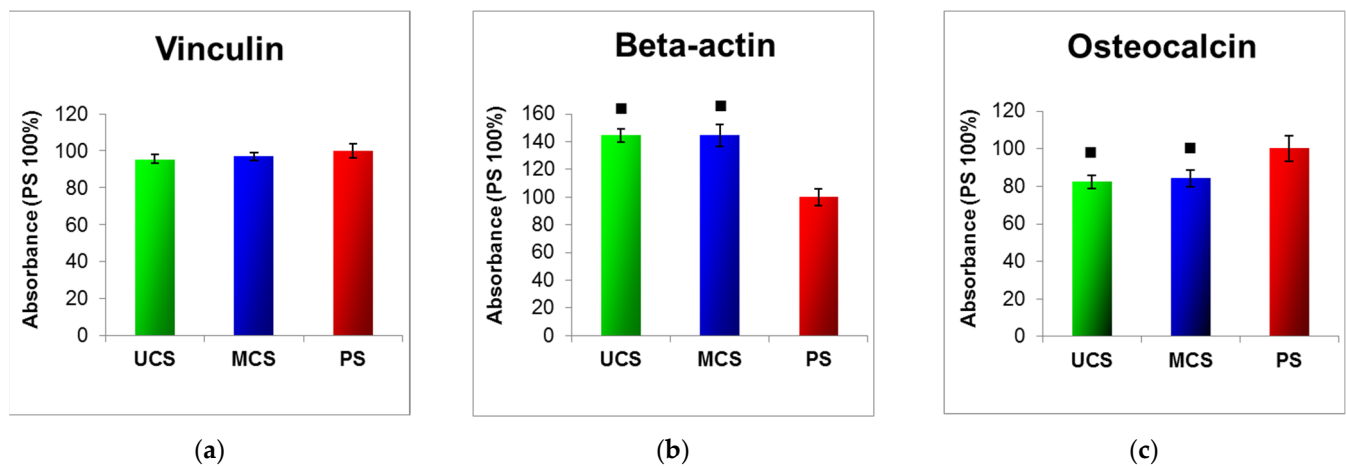 Vinculin
Absorbance (PS 100%)
120
100
80
60
40
20
0
UCS MCS PS
(a)
Beta-actin
Absorbance (PS 100%)
160
140
120
100
80
60
40
20
0
UCS MCS PS
(b)
Osteocalcin
Absorbance (PS 100%)
120
100
80
60
40
20
0
UCS MCS PS
(c)